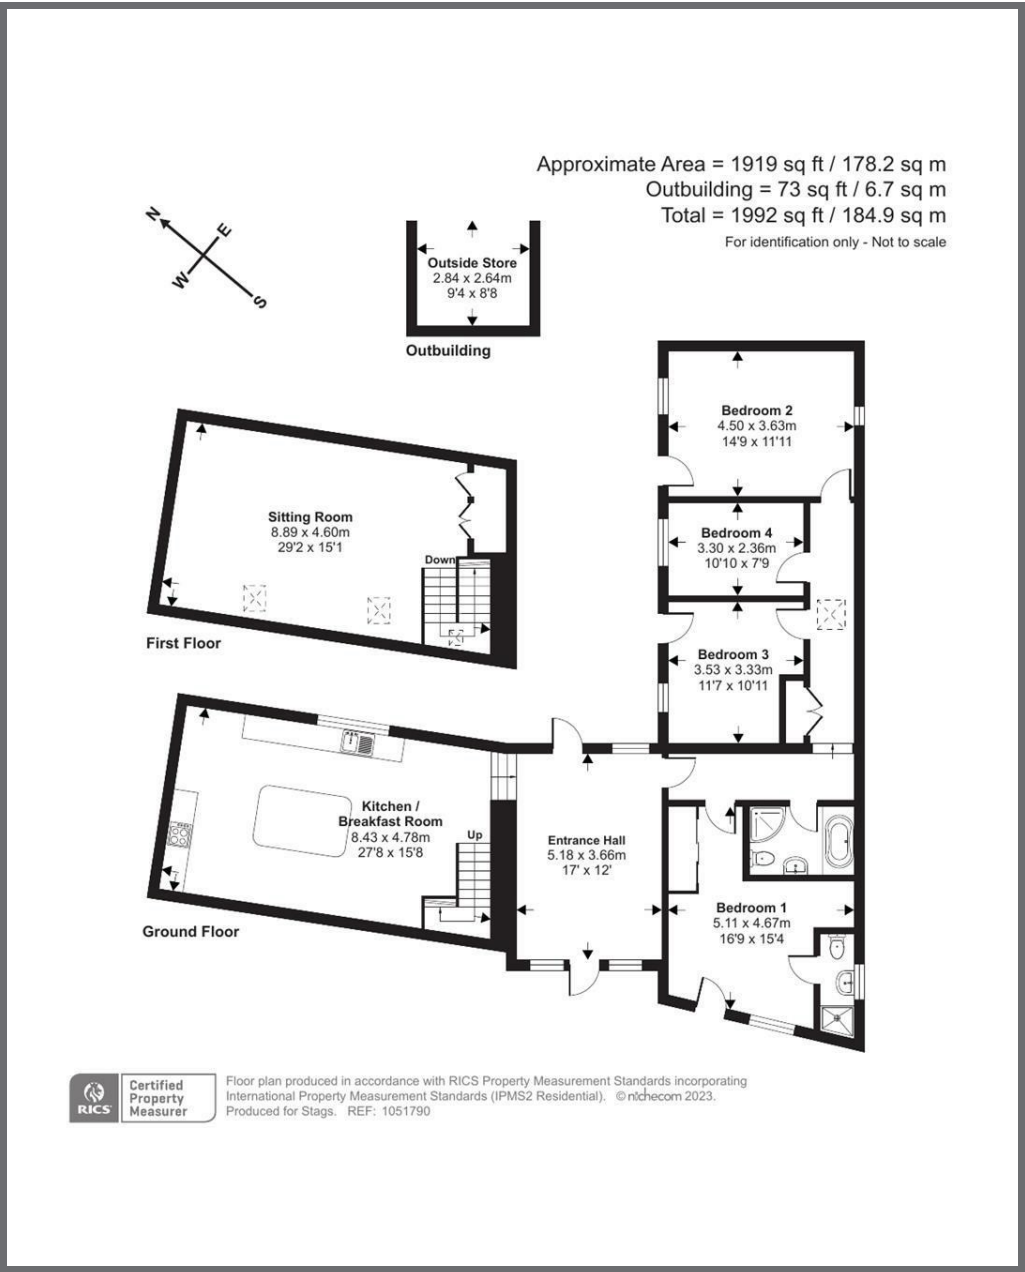 Approximate Area = 1919 sq ft / 178.2 sq m
Outbuilding = 73 sq ft / 6.7 sq m
Total = 1992 sq ft / 184.9 sq m
For identification only - Not to scale
N
E
W
S
Outside Store
2.84 x 2.64m
9'4 x 8'8
Outbuilding
Bedroom 2
4.50 x 3.63m
14'9 x 11'11
Sitting Room
8.89 x 4.60m
29'2 x 15'1
Down
First Floor
Bedroom 4
3.30 x 2.36m
10'10 x 7'9
Bedroom 3
3.53 x 3.33m
11'7 x 10'11
Kitchen /
Breakfast Room
8.43 x 4.78m
27'8 x 15'8
Up
Ground Floor
Entrance Hall
5.18 x 3.66m
17' x 12'
Bedroom 1
5.11 x 4.67m
16'9 x 15'4
RICS
Certified
Property
Measurer
Floor plan produced in accordance with RICS Property Measurement Standards incorporating
International Property Measurement Standards (IPMS2 Residential). © nichecom 2023.
Produced for Stags. REF: 1051790